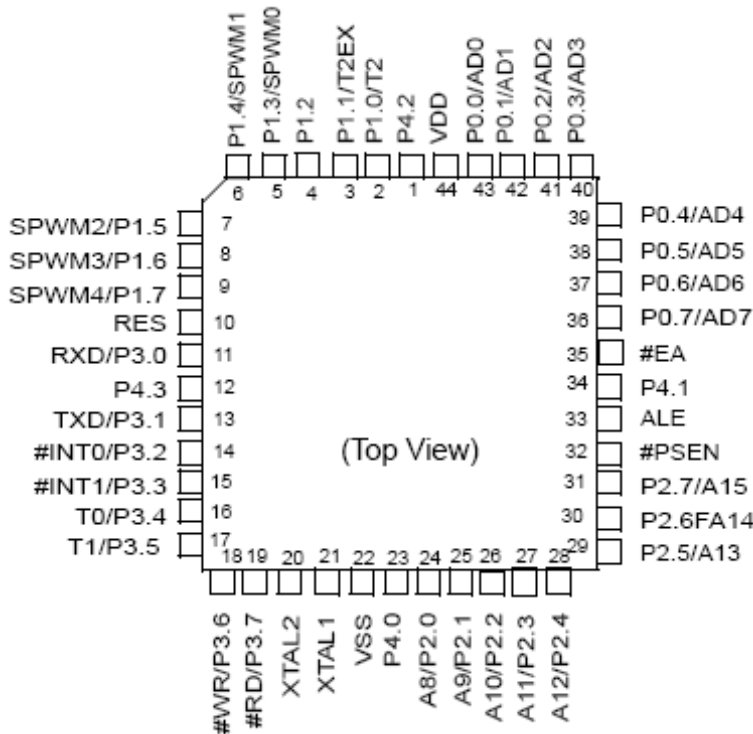 P1.4/SPWM1
P1.3/SPWM0
P1.2
P1.1/T2EX
P1.0/T2
P4.2
VDD
P0.0/AD0
P0.1/AD1
P0.2/AD2
P0.3/AD3
6 5 4 3 2 1 44 43 42 41 40
SPWM2/P1.5 7
SPWM3/P1.6 8
SPWM4/P1.7 9
RES 10
RXD/P3.0 11
P4.3 12
TXD/P3.1 13
#INT0/P3.2 14
#INT1/P3.3 15
T0/P3.4 16
T1/P3.5 17
(Top View)
39 P0.4/AD4
38 P0.5/AD5
37 P0.6/AD6
36 P0.7/AD7
35 #EA
34 P4.1
33 ALE
32 #PSEN
31 P2.7/A15
30 P2.6FA14
29 P2.5/A13
18 19 20 21 22 23 24 25 26 27 28
#WR/P3.6
#RD/P3.7
XTAL2
XTAL1
VSS
P4.0
A8/P2.0
A9/P2.1
A10/P2.2
A11/P2.3
A12/P2.4